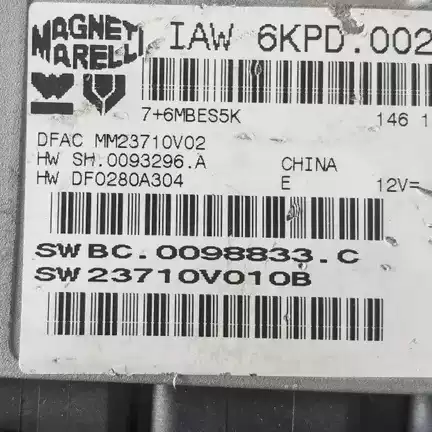 MAGNETI MARELLI
IAW 6KPD.002
7+6MBES5K 146 1
DFAC MM23710V02
HW SH.0093296.A CHINA
HW DF0280A304 E 12V=
SW BC.0098833.C
SW 23710V010B